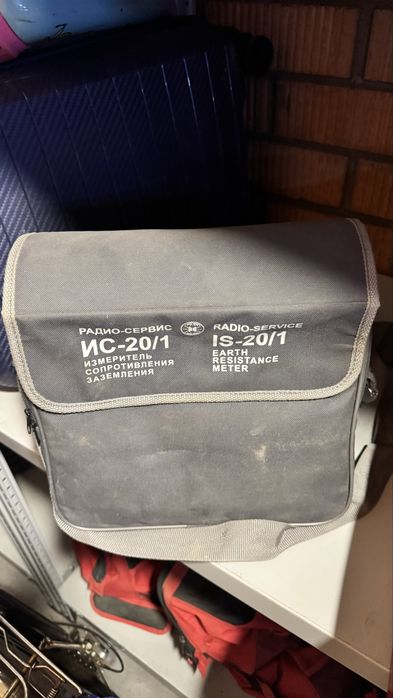 РАДИО-СЕРВИС
ИС-20/1
ИЗМЕРИТЕЛЬ
СОПРОТИВЛЕНИЯ
ЗАЗЕМЛЕНИЯ
RADIO-SERVICE
IS-20/1
EARTH
RESISTANCE
METER